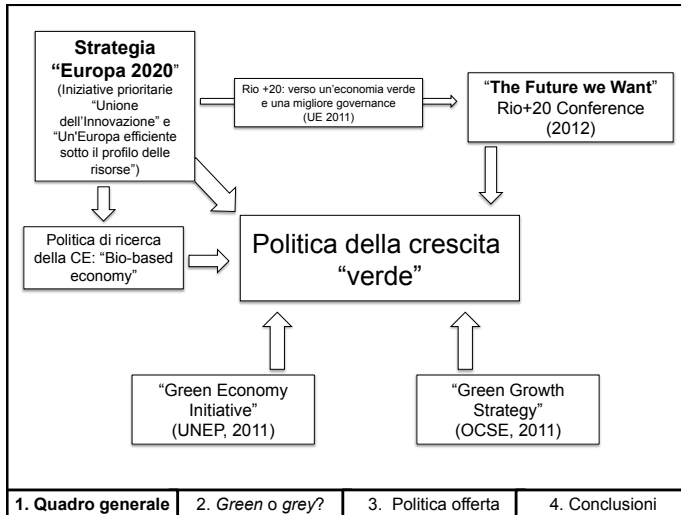 Strategia
“Europa 2020”
(Iniziative prioritarie
“Unione
dell’Innovazione” e
“Un'Europa efficiente
sotto il profilo delle
risorse”)
Rio +20: verso un’economia verde
e una migliore governance
(UE 2011)
“The Future we Want”
Rio+20 Conference
(2012)
Politica di ricerca
della CE: “Bio-based
economy”
Politica della crescita
“verde”
“Green Economy
Initiative”
(UNEP, 2011)
“Green Growth
Strategy”
(OCSE, 2011)
1. Quadro generale
2. Green o grey?
3. Politica offerta
4. Conclusioni